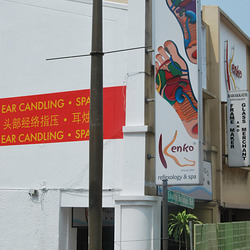 EAR CANDLING • SPA
头部经络指压 • 耳烛
EAR CANDLING • SPA
Kenko
reflexology & spa
GLASS MERCHANT
FRAME MAKER